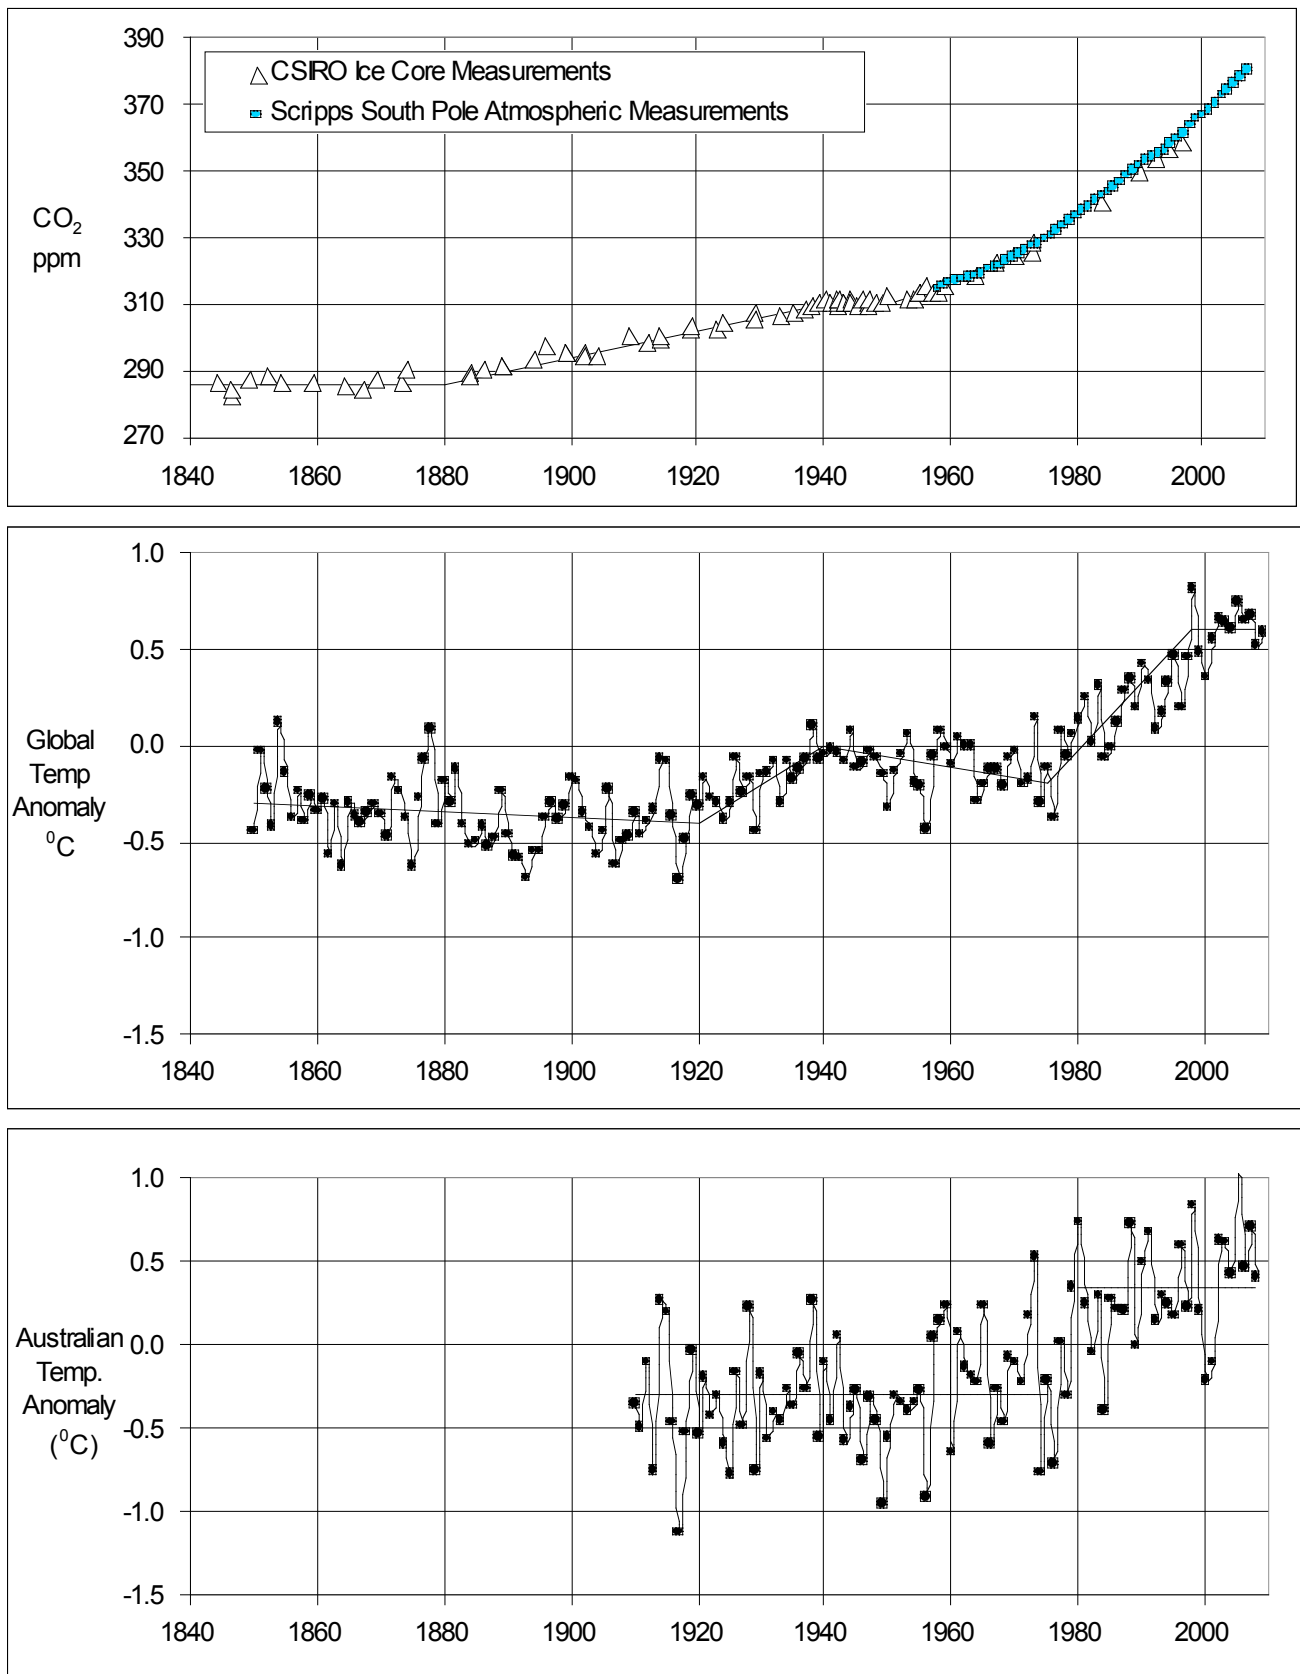 390
370
350
330
310
290
270
CO₂
ppm
CSIRO Ice Core Measurements
Scripps South Pole Atmospheric Measurements
1840 1860 1880 1900 1920 1940 1960 1980 2000
1.0
0.5
0.0
-0.5
-1.0
-1.5
Global
Temp
Anomaly
⁰C
1840 1860 1880 1900 1920 1940 1960 1980 2000
1.0
0.5
0.0
-0.5
-1.0
-1.5
Australian
Temp.
Anomaly
(⁰C)
1840 1860 1880 1900 1920 1940 1960 1980 2000